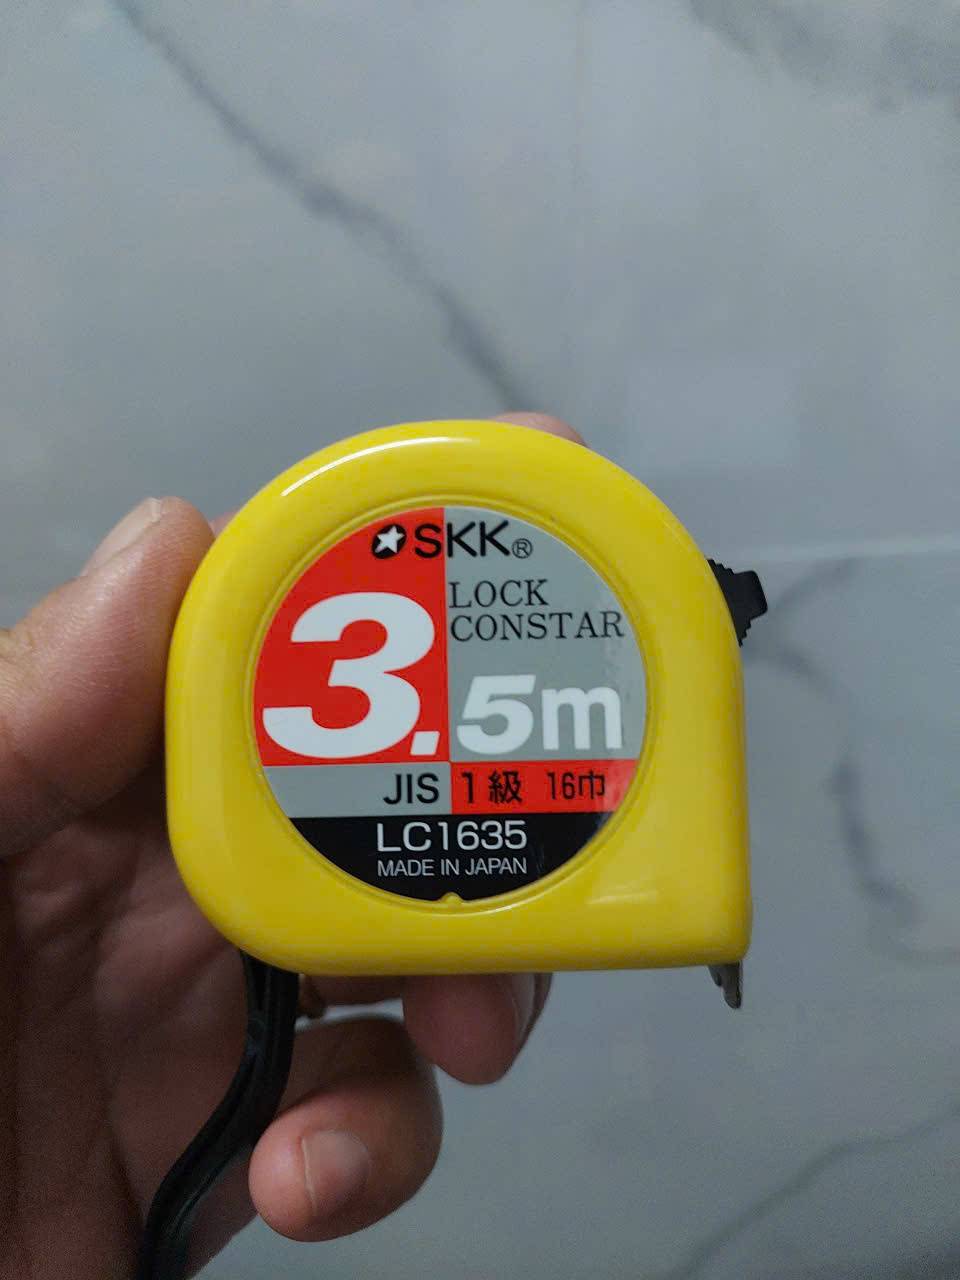 SKK®
LOCK
CONSTAR
3.5m
JIS 1級 16巾
LC1635
MADE IN JAPAN